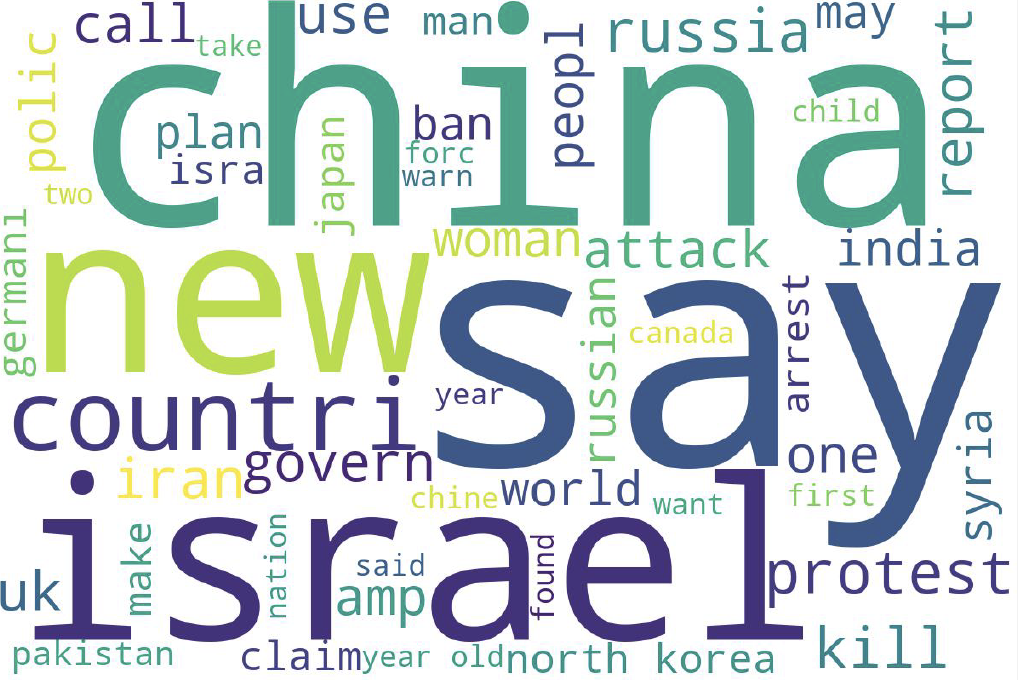 call
take
use
man
russia
may
polic
china
plan
isra
japan
ban
forc
warn
peopl
child
report
two
germani
new
woman
attack
india
say
russian
canada
arrest
countri
year
govern
iran
chine
world
want
one
first
syria
israel
uk
make
nation
said
amp
found
protest
pakistan
claim
year old
north korea
kill